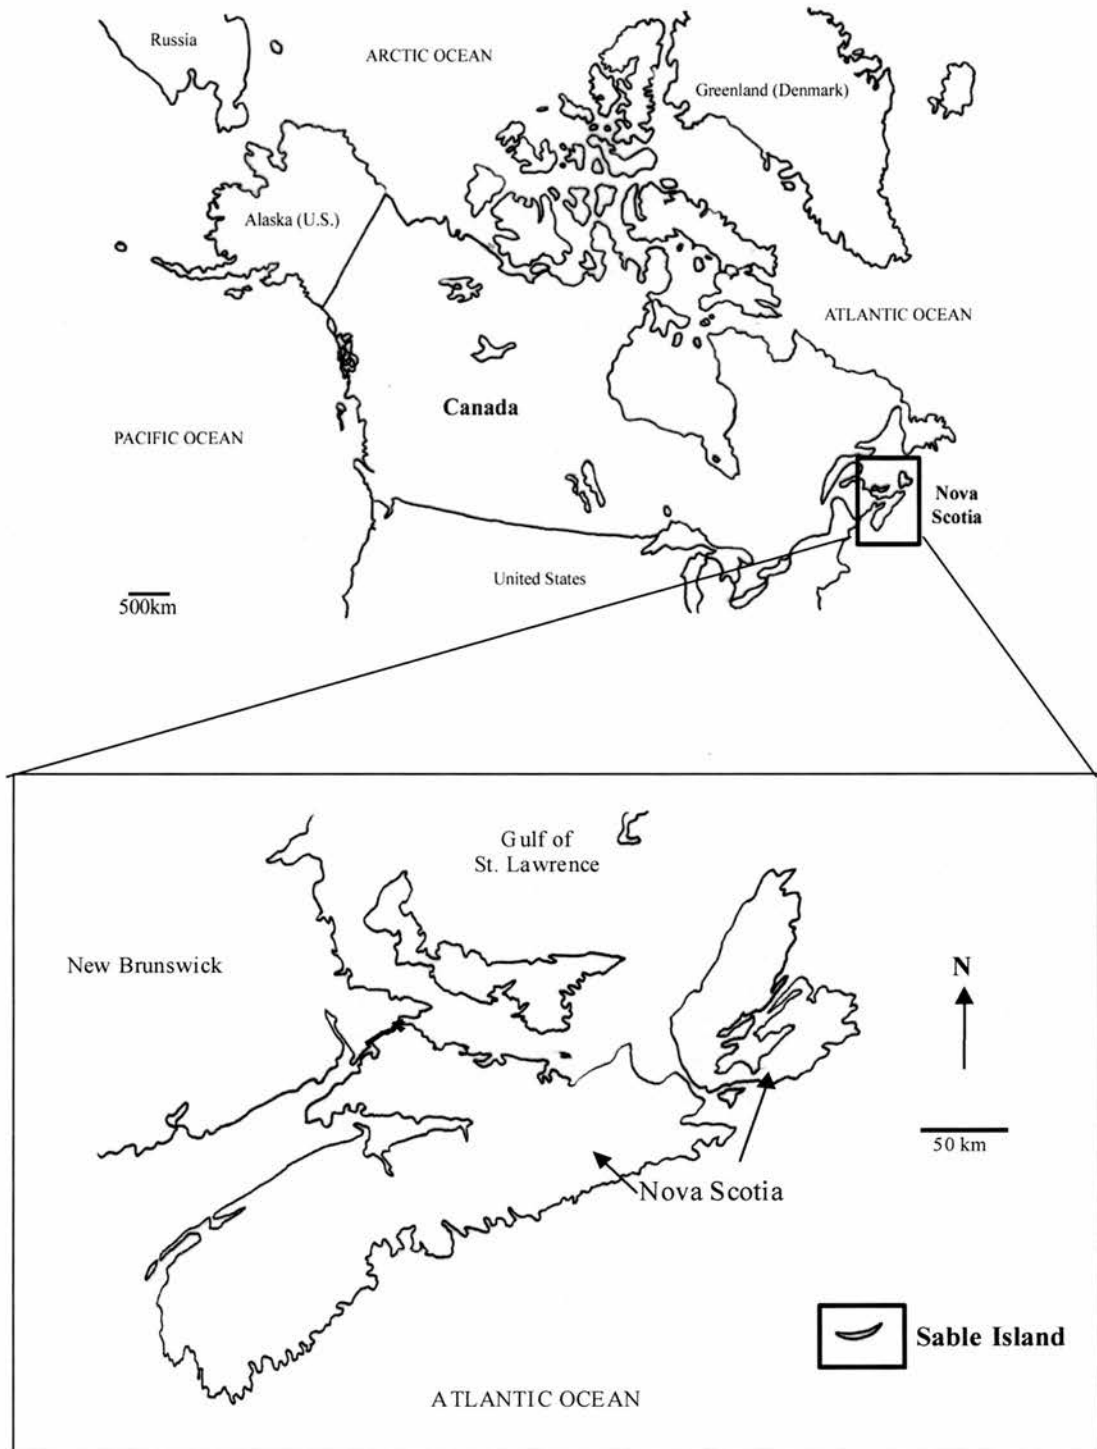 Russia
ARCTIC OCEAN
Greenland (Denmark)
Alaska (U.S.)
ATLANTIC OCEAN
Canada
PACIFIC OCEAN
Nova
Scotia
United States
500km
Gulf of
St. Lawrence
New Brunswick
N
50 km
Nova Scotia
Sable Island
ATLANTIC OCEAN